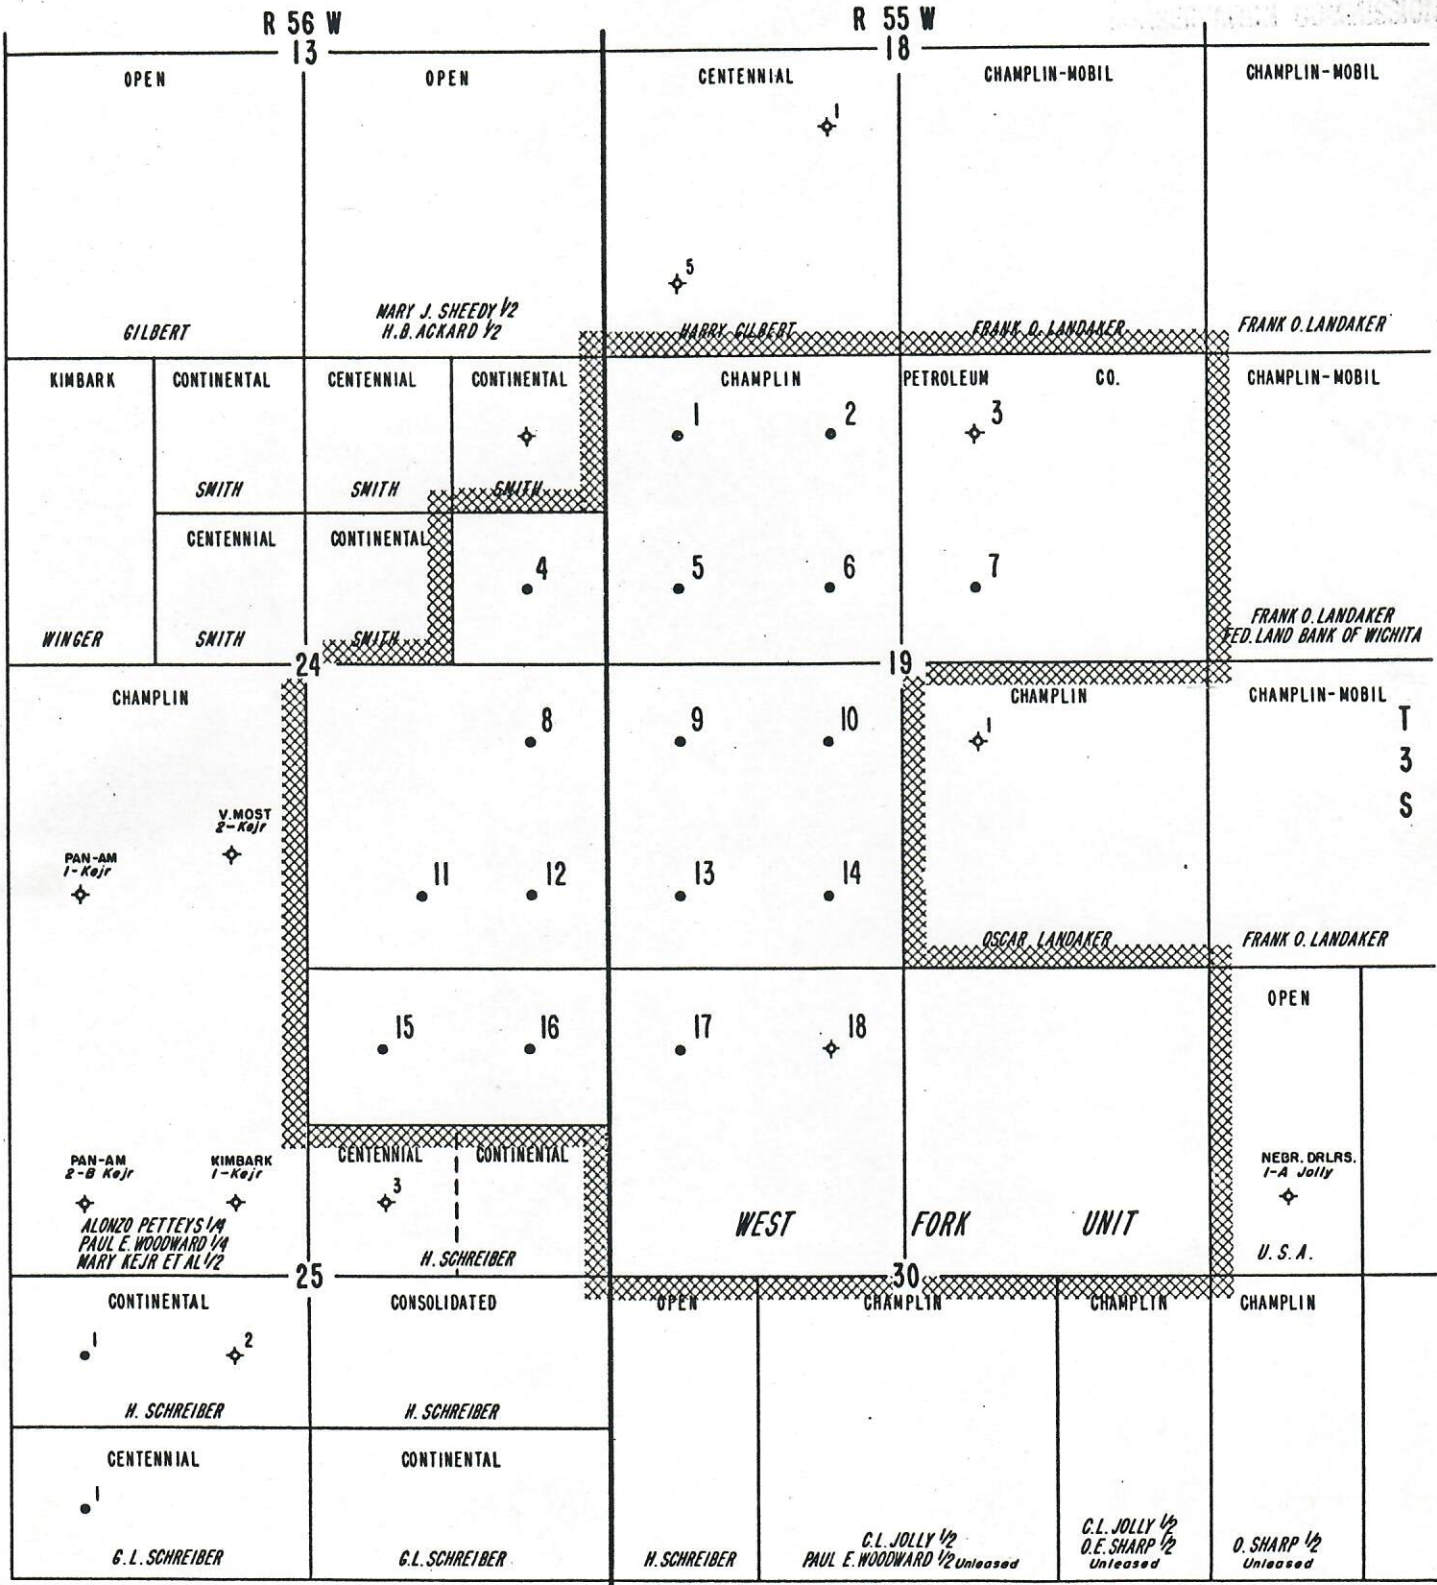 R 56 W
R 55 W
13
18
OPEN
OPEN
CENTENNIAL
CHAMPLIN-MOBIL
CHAMPLIN-MOBIL
1
5
GILBERT
MARY J. SHEEDY 1/2
H.B. ACKARD 1/2
HARRY GILBERT
FRANK O. LANDAKER
FRANK O. LANDAKER
KIMBARK
CONTINENTAL
CENTENNIAL
CONTINENTAL
CHAMPLIN
PETROLEUM
CO.
CHAMPLIN-MOBIL
1
2
3
SMITH
SMITH
SMITH
CENTENNIAL
CONTINENTAL
4
5
6
7
WINGER
SMITH
SMITH
FRANK O. LANDAKER
FED. LAND BANK OF WICHITA
24
19
CHAMPLIN
CHAMPLIN
CHAMPLIN-MOBIL
8
9
10
1
T
3
S
V. MOST
2-Kejr
PAN-AM
1-Kejr
11
12
13
14
OSCAR LANDAKER
FRANK O. LANDAKER
OPEN
15
16
17
18
PAN-AM
2-B Kejr
KIMBARK
1-Kejr
CENTENNIAL
CONTINENTAL
3
NEBR. DRLRS.
1-A Jolly
ALONZO PETTEYS 1/4
PAUL E. WOODWARD 1/4
MARY KEJR ET AL 1/2
H. SCHREIBER
WEST FORK UNIT
U.S.A.
25
30
CONTINENTAL
CONSOLIDATED
OPEN
CHAMPLIN
CHAMPLIN
CHAMPLIN
1
2
H. SCHREIBER
H. SCHREIBER
CENTENNIAL
CONTINENTAL
1
G.L. SCHREIBER
G.L. SCHREIBER
H. SCHREIBER
C.L. JOLLY 1/2
PAUL E. WOODWARD 1/2 Unleased
C.L. JOLLY 1/2
O.E. SHARP 1/2
Unleased
O. SHARP 1/2
Unleased